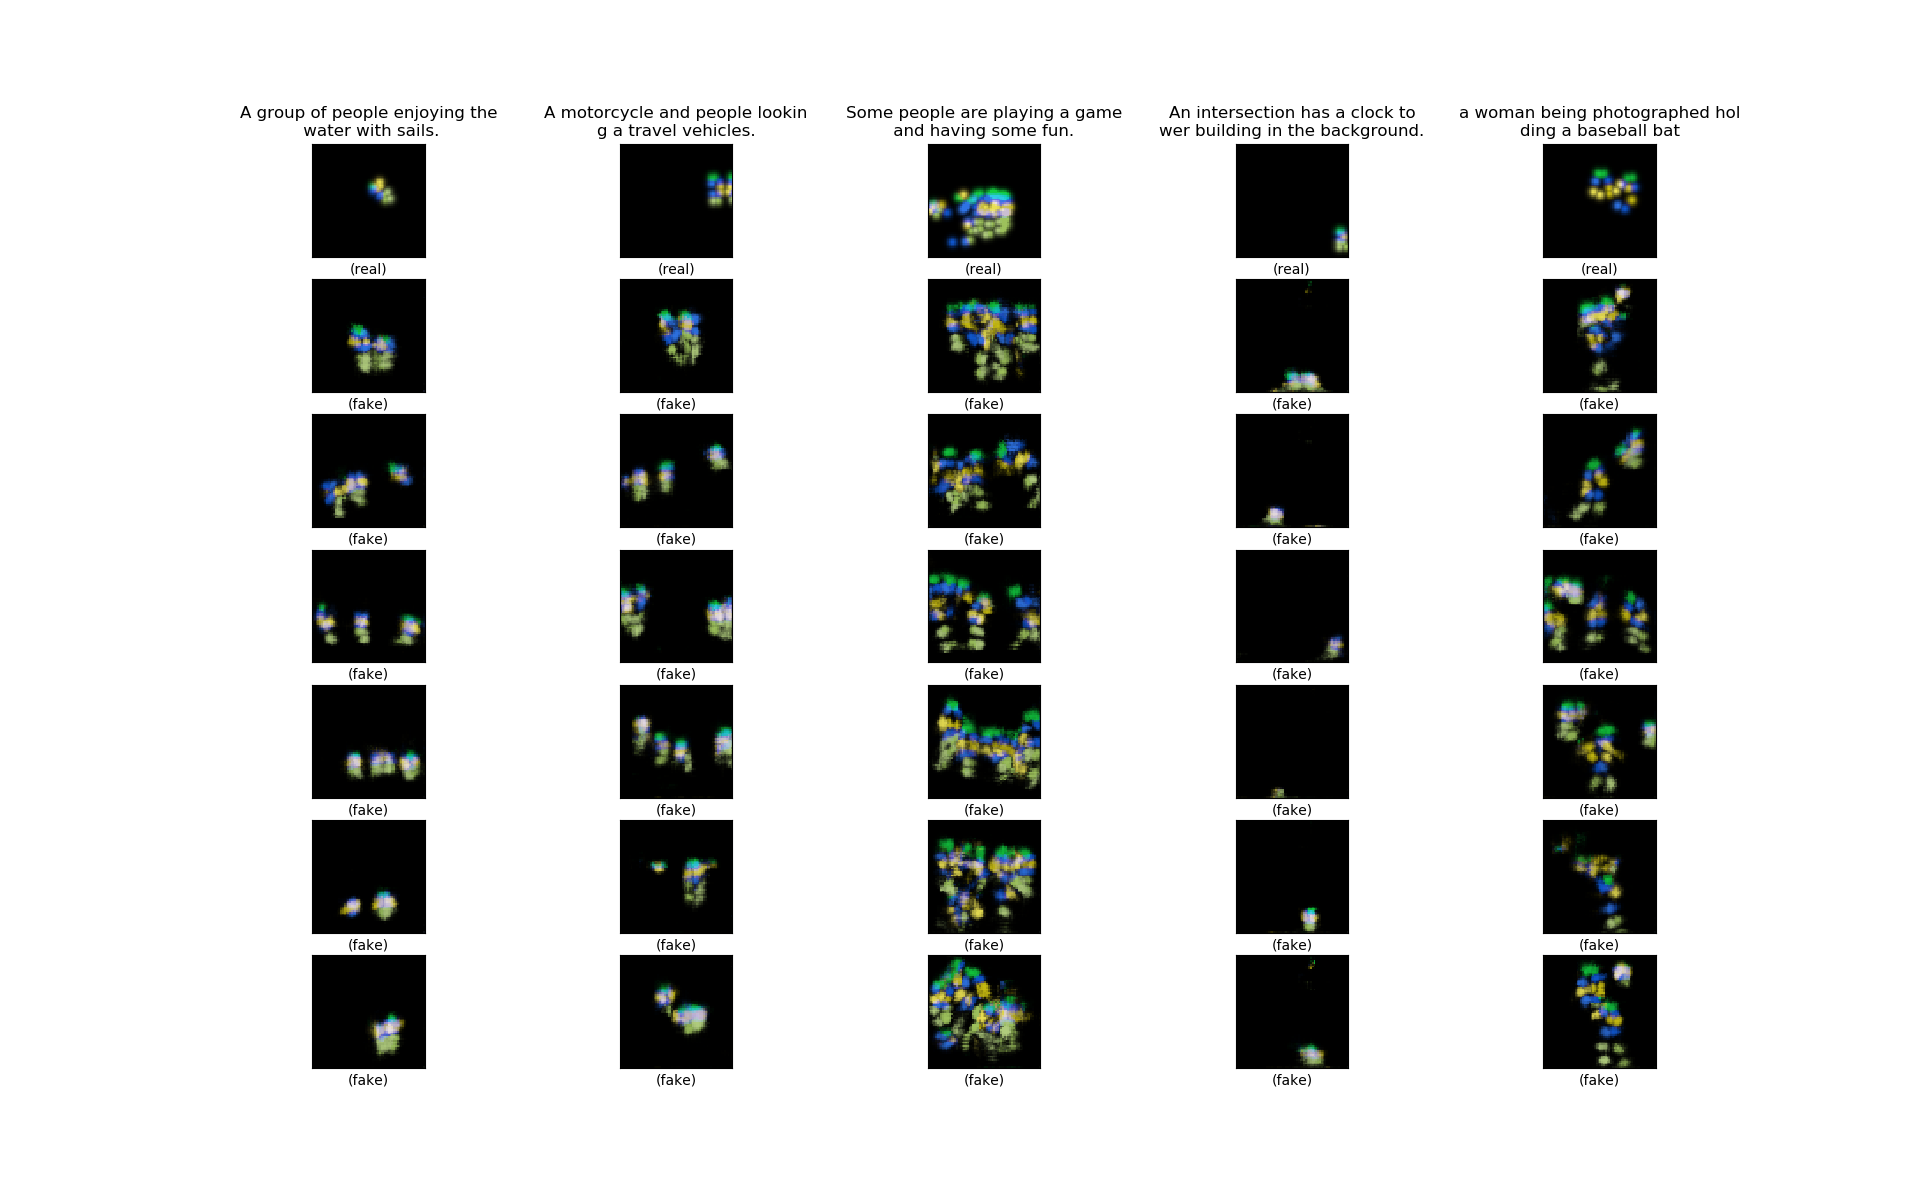 A group of people enjoying the
water with sails.
A motorcycle and people lookin
g a travel vehicles.
Some people are playing a game
and having some fun.
An intersection has a clock to
wer building in the background.
a woman being photographed hol
ding a baseball bat
(real) (real) (real) (real) (real)
(fake) (fake) (fake) (fake) (fake)
(fake) (fake) (fake) (fake) (fake)
(fake) (fake) (fake) (fake) (fake)
(fake) (fake) (fake) (fake) (fake)
(fake) (fake) (fake) (fake) (fake)
(fake) (fake) (fake) (fake) (fake)